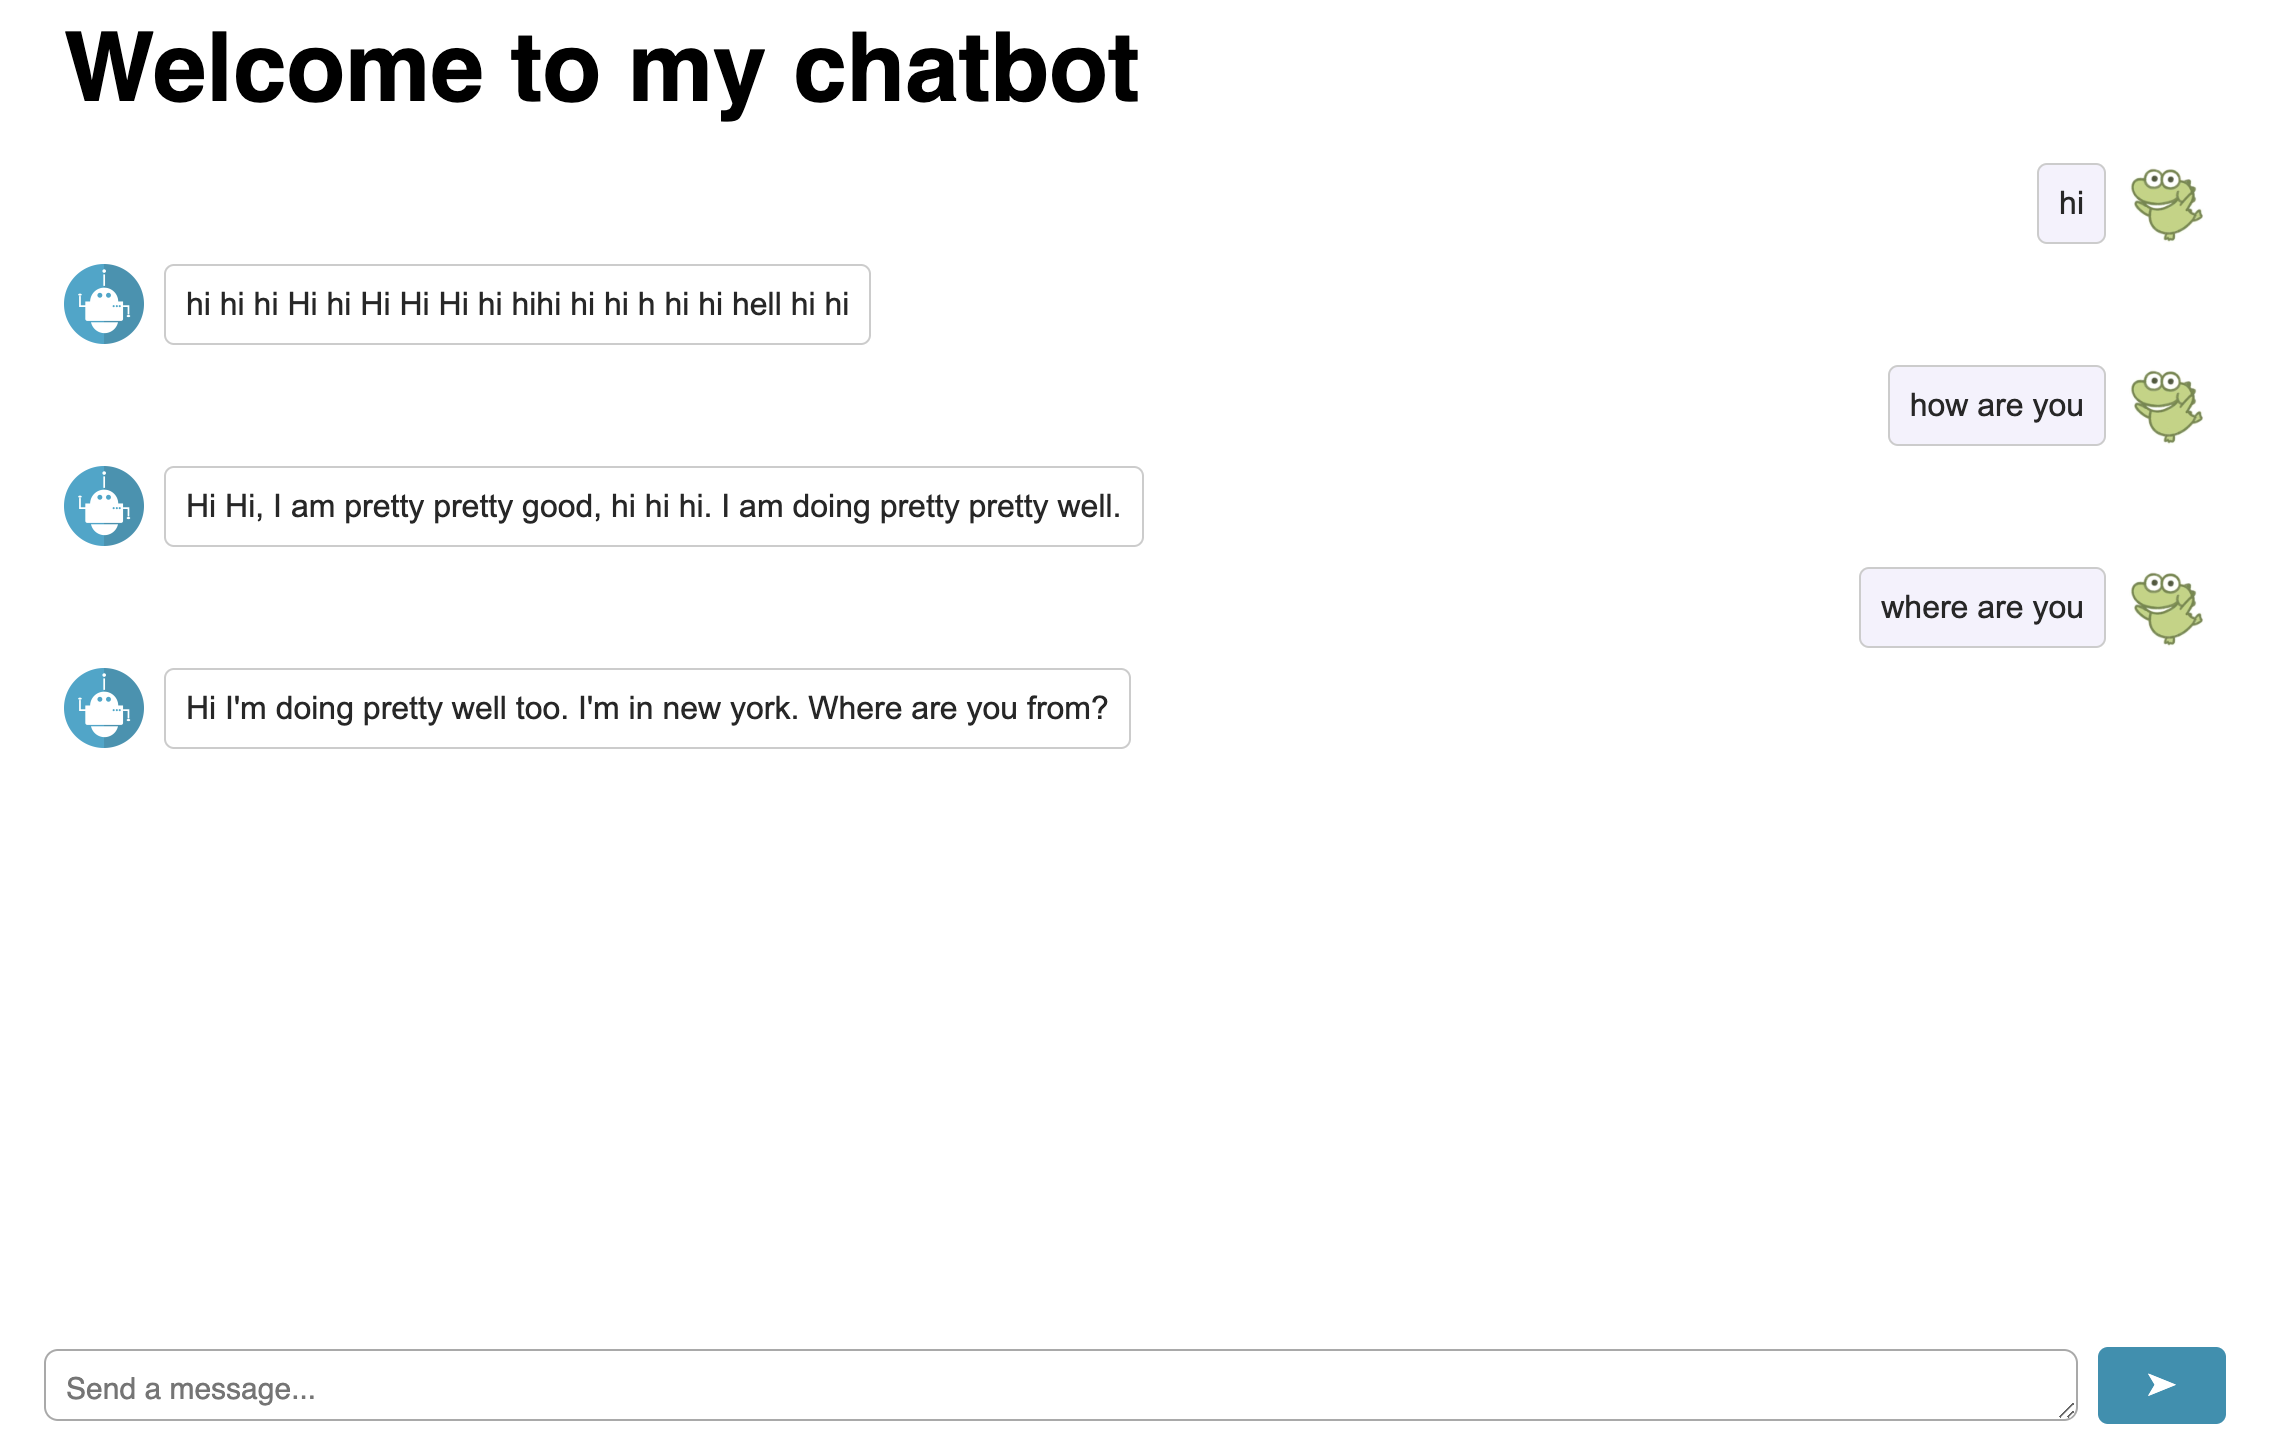 Welcome to my chatbot
hi
hi hi hi Hi hi Hi Hi Hi hi hihi hi hi h hi hi hell hi hi
how are you
Hi Hi, I am pretty pretty good, hi hi hi. I am doing pretty pretty well.
where are you
Hi I'm doing pretty well too. I'm in new york. Where are you from?
Send a message...